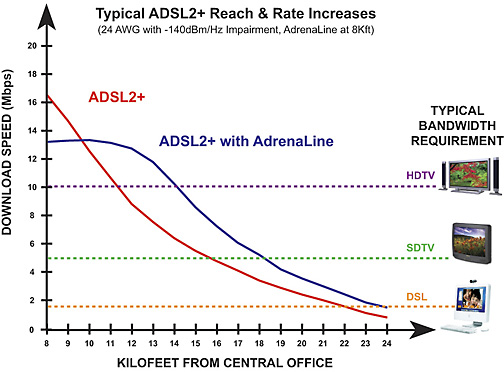 Typical ADSL2+ Reach & Rate Increases
(24 AWG with -140dBm/Hz Impairment, AdrenaLine at 8Kft)
DOWNLOAD SPEED (Mbps)
20
18
16
14
12
10
8
6
4
2
0
ADSL2+
ADSL2+ with AdrenaLine
TYPICAL
BANDWIDTH
REQUIREMENT
HDTV
SDTV
DSL
8 9 10 11 12 13 14 15 16 17 18 19 20 21 22 23 24
KILOFEET FROM CENTRAL OFFICE